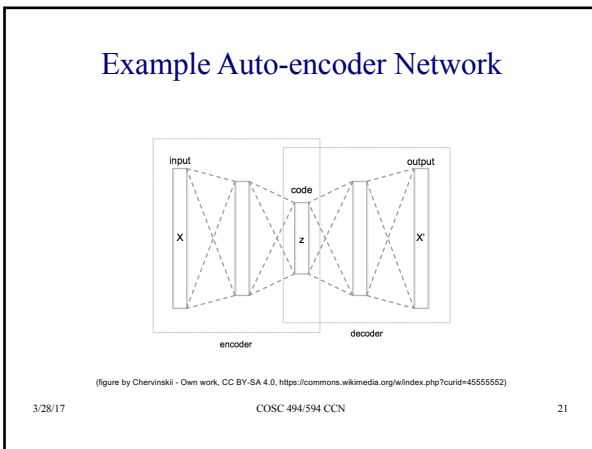 Example Auto-encoder Network
input
output
code
X
z
X'
decoder
encoder
(figure by Chervinskii - Own work, CC BY-SA 4.0, https://commons.wikimedia.org/w/index.php?curid=45555552)
3/28/17 COSC 494/594 CCN 21